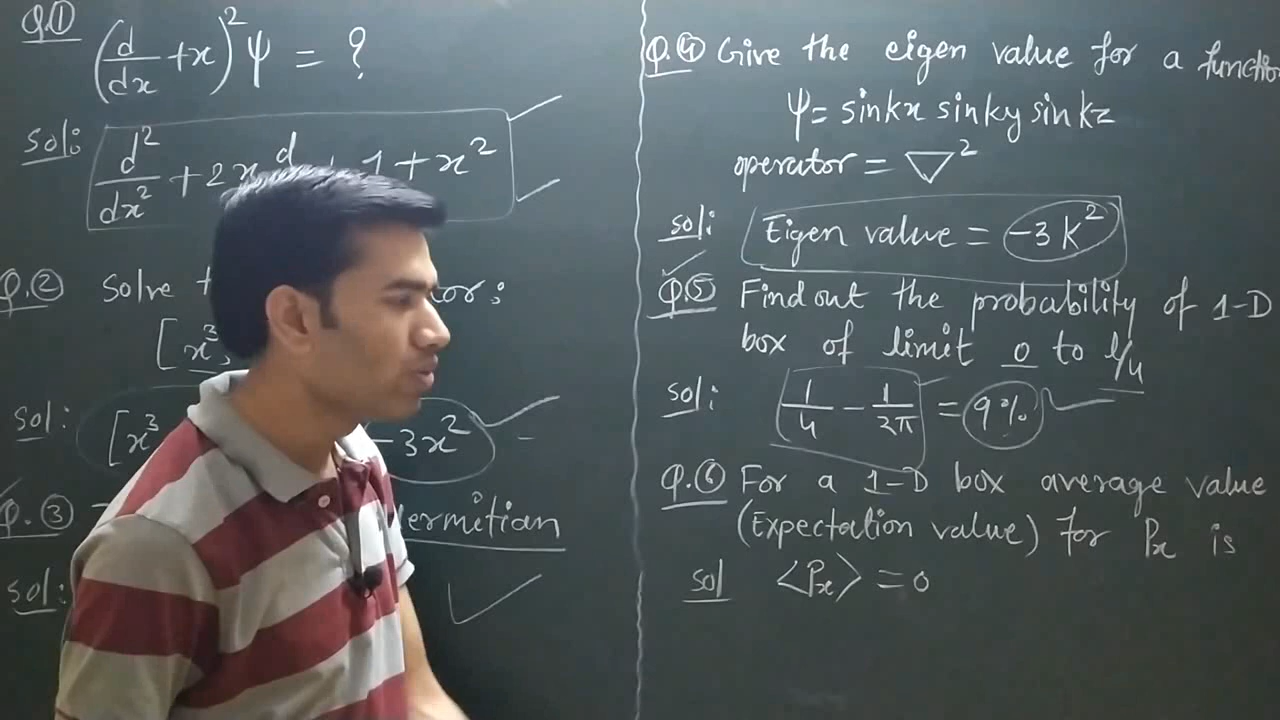 Q.①
(d/dx + x)² ψ = ?
Sol:
d²/dx² + 2x d + 1 + x²
Q.② Solve t or:
[x³,
Sol: [x³ -3x²
Q.③ ermitian
Sol:
Q.④ Give the eigen value for a function
ψ = sinkx sinky sinkz
operator = ▽²
Sol: Eigen value = -3K²
Q.⑤ Find out the probability of 1-D
box of limit 0 to l/4
Sol: 1/4 - 1/2π = 9%
Q.⑥ For a 1-D box average value
(Expectation value) for Px is
Sol <Px> = 0